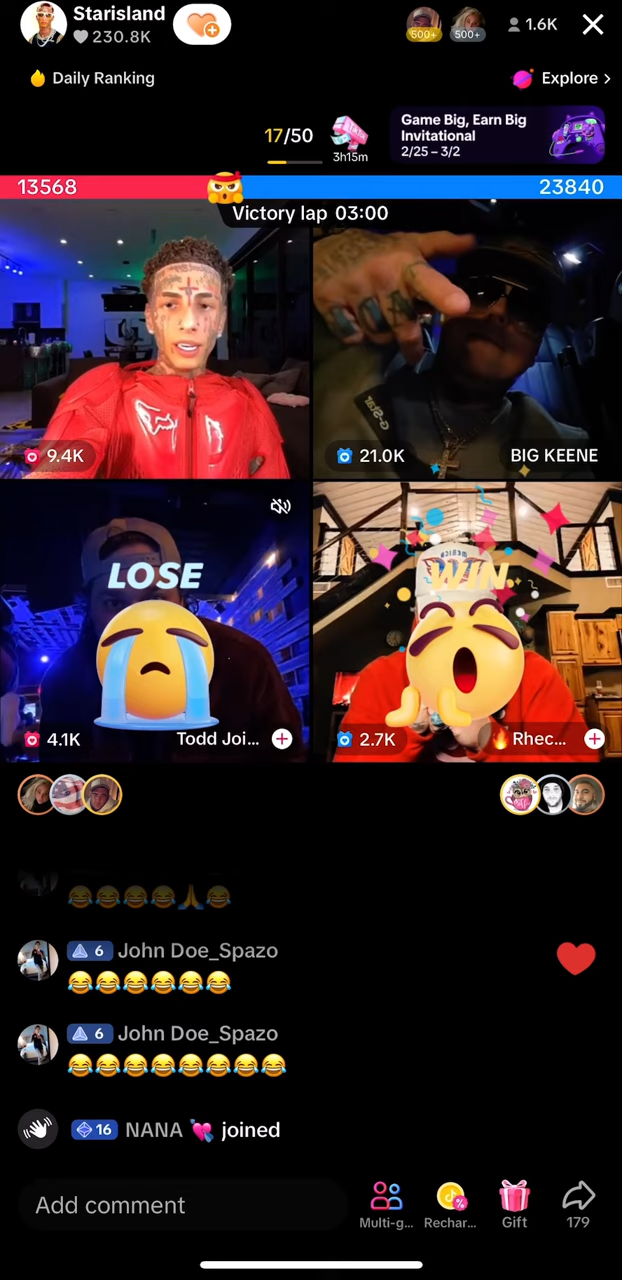 Starisland
230.8K
500+
500+
1.6K
Daily Ranking
Explore >
17/50
3h15m
Game Big, Earn Big
Invitational
2/25 – 3/2
13568
23840
Victory lap 03:00
G-Star
9.4K
21.0K
BIG KEENE
LOSE
WIN
4.1K
Todd Joi...
2.7K
Rhec...
😂😂😂😂🙏😂
6 John Doe_Spazo
😂😂😂😂😂😂
6 John Doe_Spazo
😂😂😂😂😂😂😂😂
16 NANA 💘 joined
Add comment
Multi-g...
Rechar...
Gift
179